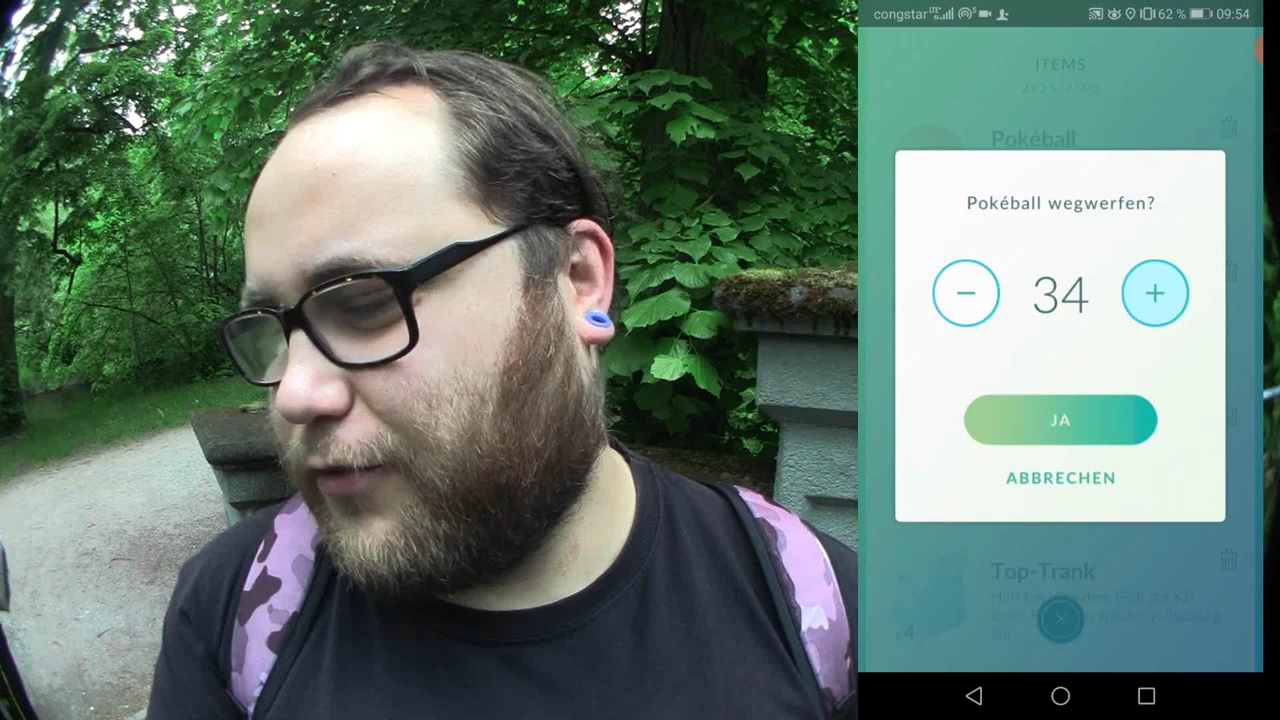 congstar 62 % 09:54
ITEMS
Pokéball
Pokéball wegwerfen?
− 34 +
JA
ABBRECHEN
Top-Trank